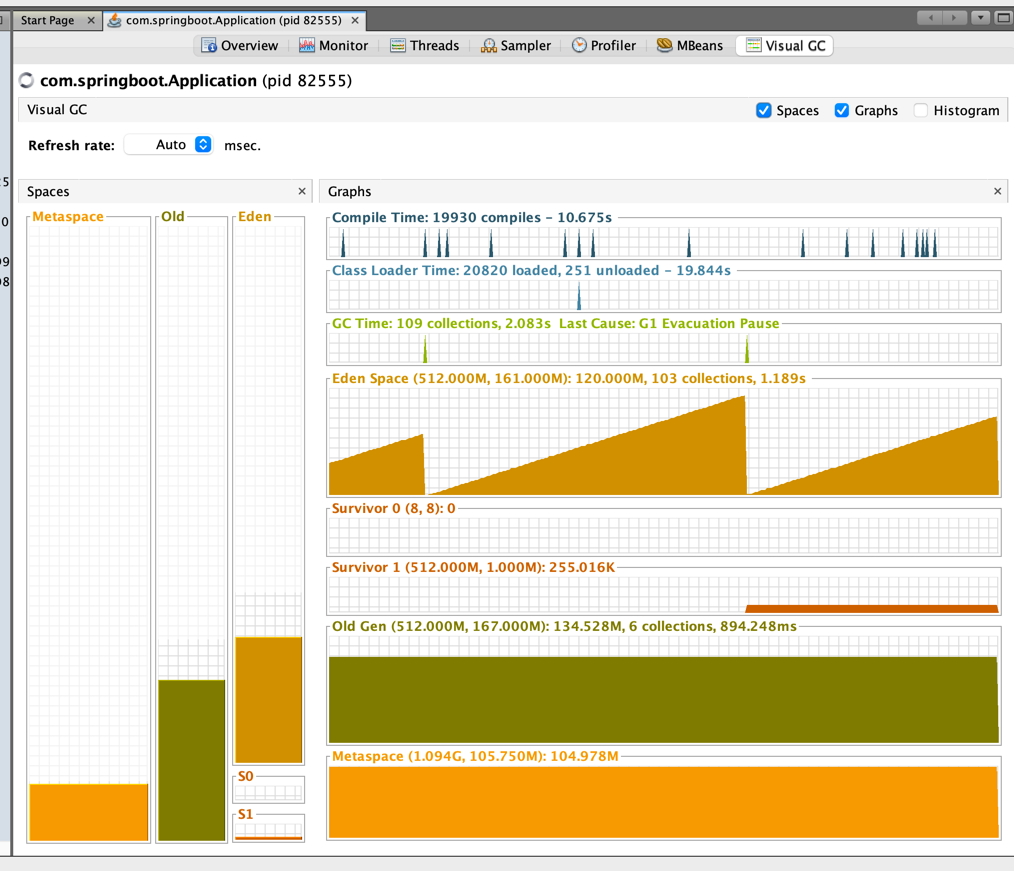 Start Page
com.springboot.Application (pid 82555)
Overview Monitor Threads Sampler Profiler MBeans Visual GC
com.springboot.Application (pid 82555)
Visual GC
Spaces Graphs Histogram
Refresh rate: Auto msec.
Spaces
Metaspace Old Eden
S0
S1
Graphs
Compile Time: 19930 compiles - 10.675s
Class Loader Time: 20820 loaded, 251 unloaded - 19.844s
GC Time: 109 collections, 2.083s Last Cause: G1 Evacuation Pause
Eden Space (512.000M, 161.000M): 120.000M, 103 collections, 1.189s
Survivor 0 (8, 8): 0
Survivor 1 (512.000M, 1.000M): 255.016K
Old Gen (512.000M, 167.000M): 134.528M, 6 collections, 894.248ms
Metaspace (1.094G, 105.750M): 104.978M